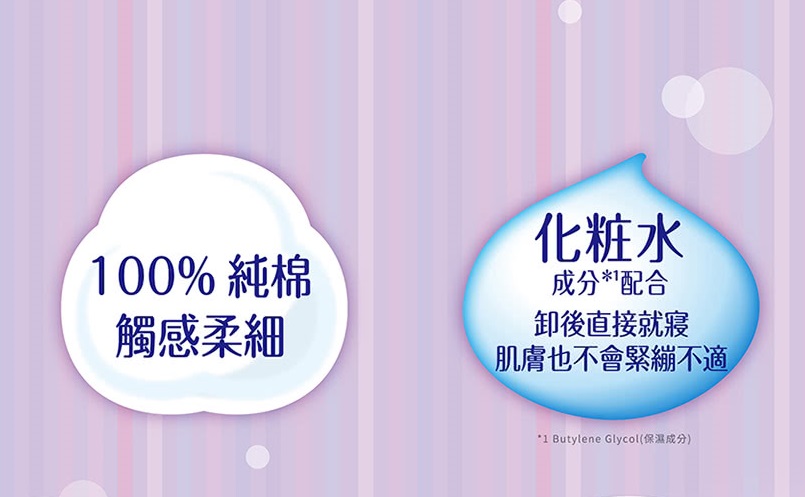 100% 純棉
觸感柔細
化粧水
成分*1配合
卸後直接就寢
肌膚也不會緊繃不適
*1 Butylene Glycol(保濕成分)